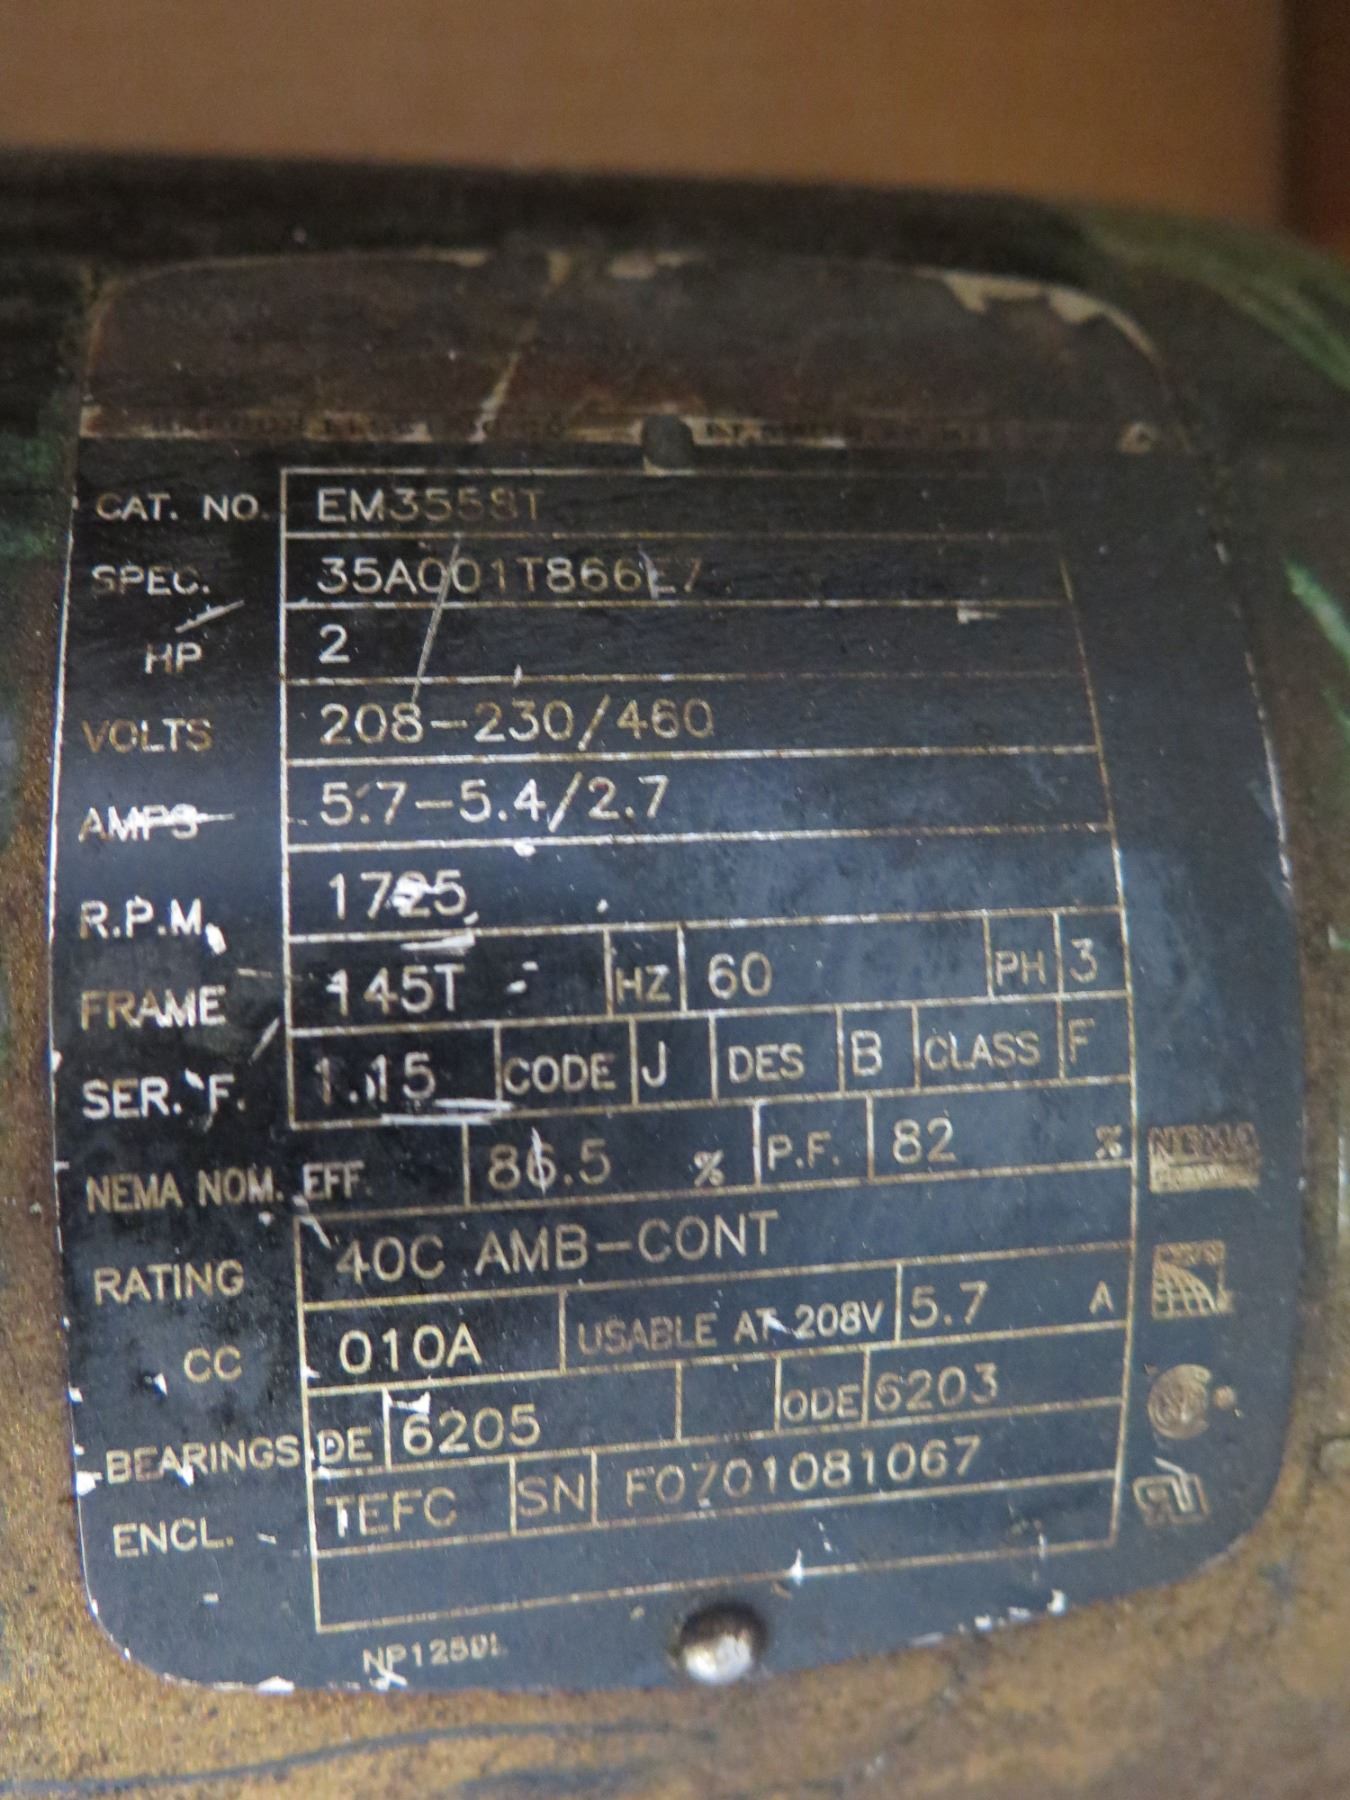 CAT. NO. EM3558T
SPEC. 35A001T866E7
HP 2
VOLTS 208-230/460
AMPS 5.7-5.4/2.7
R.P.M. 1725
FRAME 145T HZ 60 PH 3
SER. F. 1.15 CODE J DES B CLASS F
NEMA NOM. EFF. 86.5 % P.F. 82 %
RATING 40C AMB-CONT
CC 010A USABLE AT 208V 5.7 A
BEARINGS DE 6205 ODE 6203
ENCL. TEFC SN F0701081067
NEMA